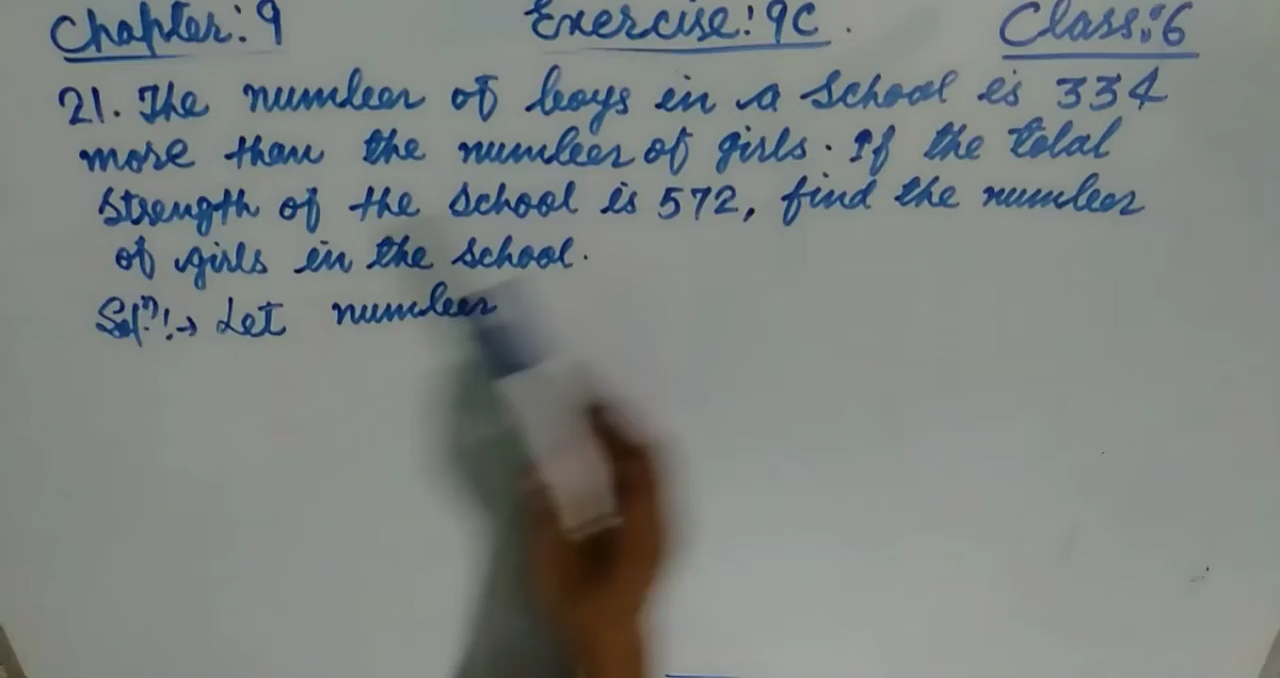 Chapter: 9 Exercise: 9C. Class: 6
21. The number of boys in a school is 334
more than the number of girls. If the total
strength of the school is 572, find the number
of girls in the school.
Solⁿ:→ Let number